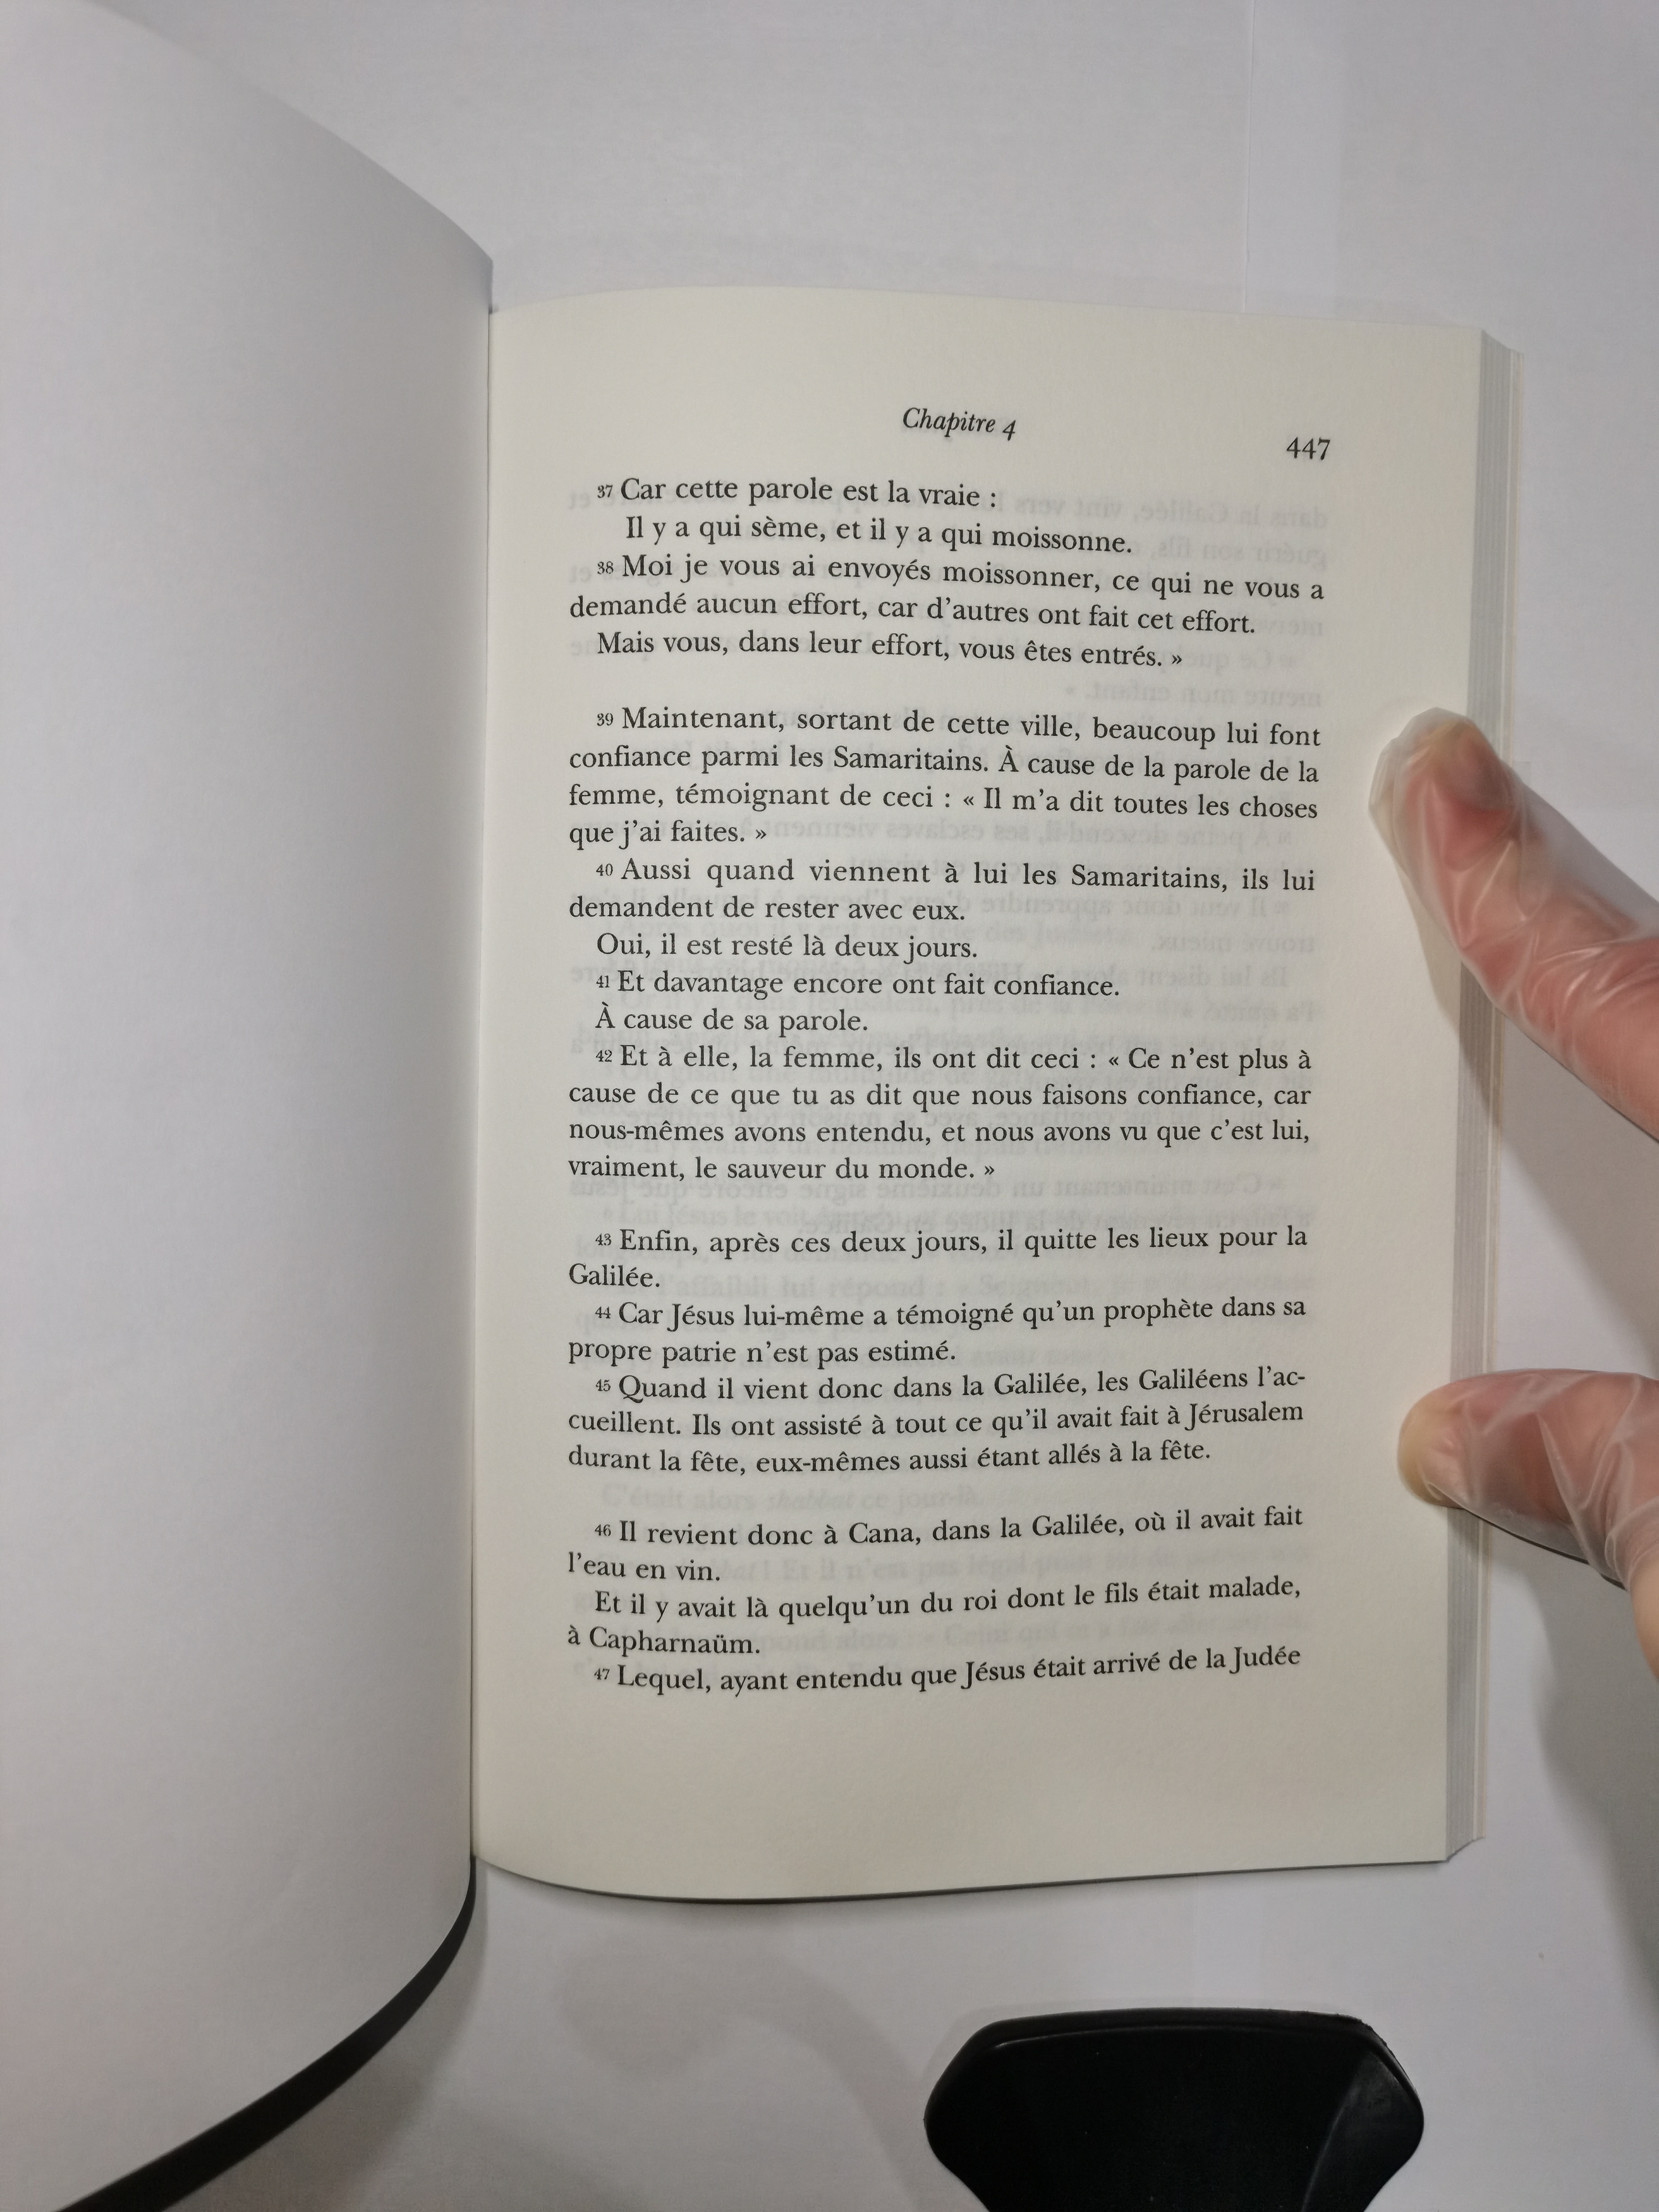 Chapitre 4
447
37 Car cette parole est la vraie :
Il y a qui sème, et il y a qui moissonne.
38 Moi je vous ai envoyés moissonner, ce qui ne vous a
demandé aucun effort, car d'autres ont fait cet effort.
Mais vous, dans leur effort, vous êtes entrés. »
39 Maintenant, sortant de cette ville, beaucoup lui font
confiance parmi les Samaritains. À cause de la parole de la
femme, témoignant de ceci : « Il m'a dit toutes les choses
que j'ai faites. »
40 Aussi quand viennent à lui les Samaritains, ils lui
demandent de rester avec eux.
Oui, il est resté là deux jours.
41 Et davantage encore ont fait confiance.
À cause de sa parole.
42 Et à elle, la femme, ils ont dit ceci : « Ce n'est plus à
cause de ce que tu as dit que nous faisons confiance, car
nous-mêmes avons entendu, et nous avons vu que c'est lui,
vraiment, le sauveur du monde. »
43 Enfin, après ces deux jours, il quitte les lieux pour la
Galilée.
44 Car Jésus lui-même a témoigné qu'un prophète dans sa
propre patrie n'est pas estimé.
45 Quand il vient donc dans la Galilée, les Galiléens l'ac-
cueillent. Ils ont assisté à tout ce qu'il avait fait à Jérusalem
durant la fête, eux-mêmes aussi étant allés à la fête.
46 Il revient donc à Cana, dans la Galilée, où il avait fait
l'eau en vin.
Et il y avait là quelqu'un du roi dont le fils était malade,
à Capharnaüm.
47 Lequel, ayant entendu que Jésus était arrivé de la Judée